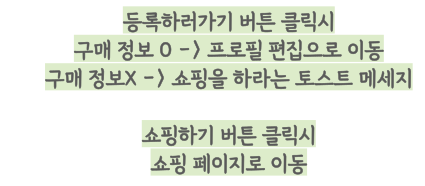 등록하러가기 버튼 클릭시
구매 정보 O -> 프로필 편집으로 이동
구매 정보X -> 쇼핑을 하라는 토스트 메세지
쇼핑하기 버튼 클릭시
쇼핑 페이지로 이동